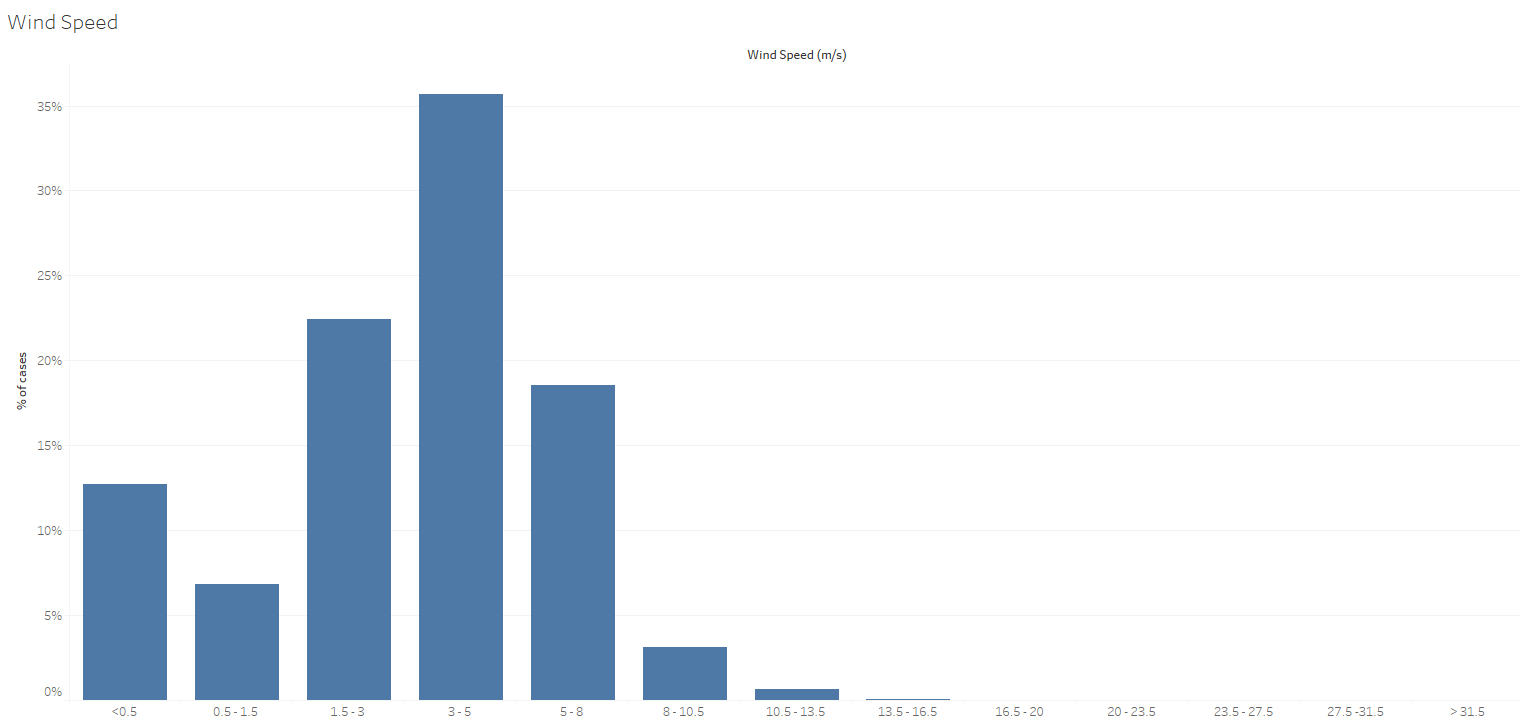 Wind Speed
Wind Speed (m/s)
35%
30%
25%
20%
15%
10%
5%
0%
% of cases
<0.5
0.5 - 1.5
1.5 - 3
3 - 5
5 - 8
8 - 10.5
10.5 - 13.5
13.5 - 16.5
16.5 - 20
20 - 23.5
23.5 - 27.5
27.5 -31.5
> 31.5